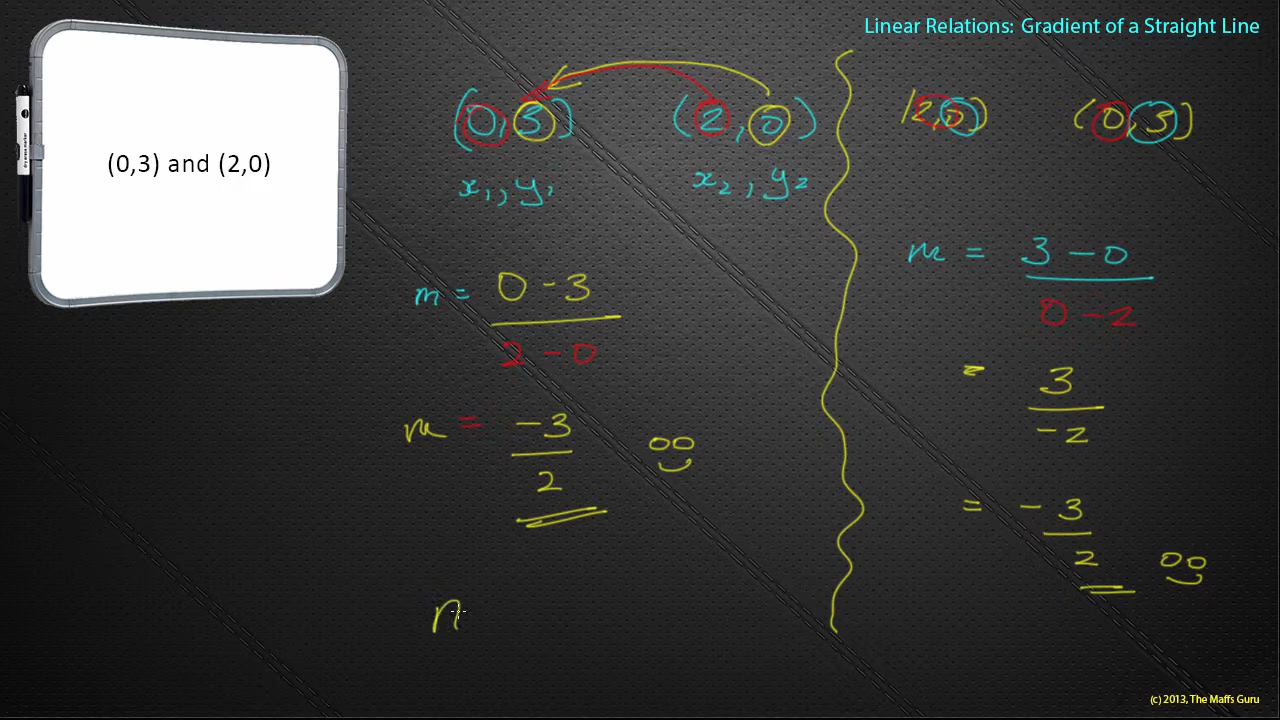 Linear Relations: Gradient of a Straight Line
(0,3) and (2,0)
(0, 3) (2, 0)
x₁, y₁ x₂, y₂
m = 0 - 3
2 - 0
m = -3
2
(2,0) (0,3)
m = 3 - 0
0 - 2
= 3
-2
= -3
2
(c) 2013, The Maffs Guru